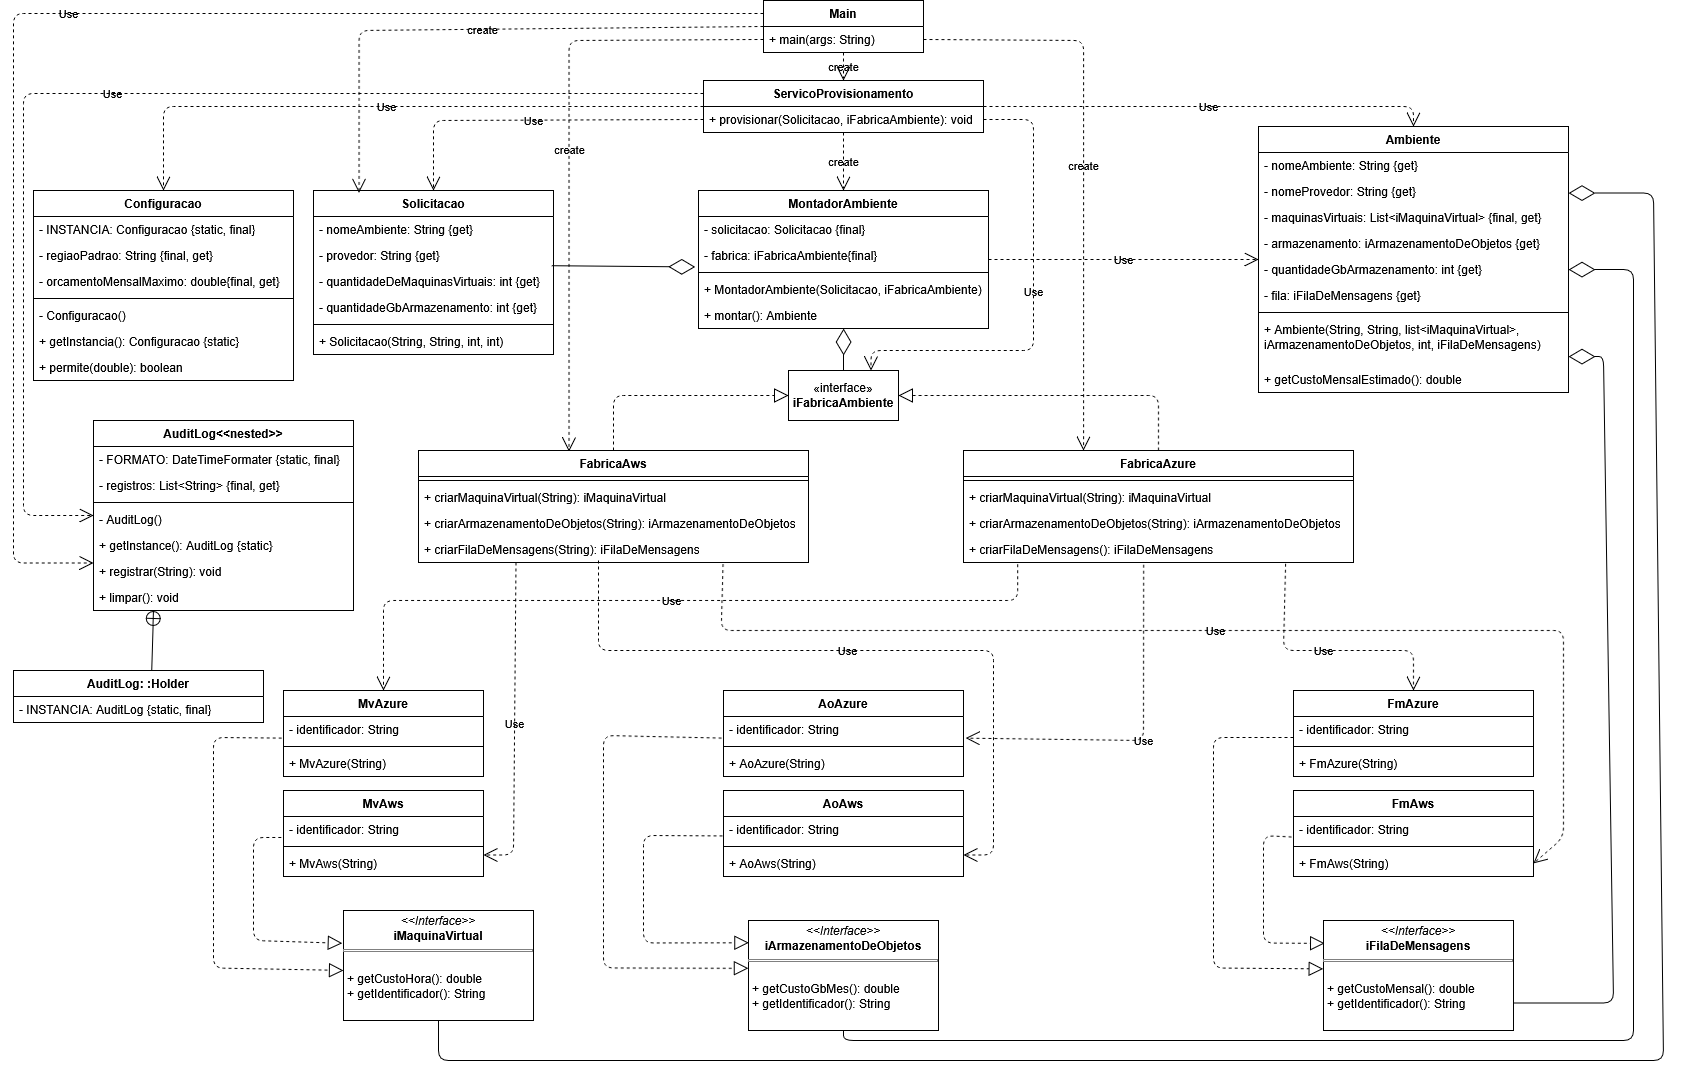 Main
+ main(args: String)
Use
create
create
ServicoProvisionamento
+ provisionar(Solicitacao, iFabricaAmbiente): void
Use
Use
Use
Use
create
create
create
Use
Configuracao
- INSTANCIA: Configuracao {static, final}
- regiaoPadrao: String {final, get}
- orcamentoMensalMaximo: double{final, get}
- Configuracao()
+ getInstancia(): Configuracao {static}
+ permite(double): boolean
Solicitacao
- nomeAmbiente: String {get}
- provedor: String {get}
- quantidadeDeMaquinasVirtuais: int {get}
- quantidadeGbArmazenamento: int {get}
+ Solicitacao(String, String, int, int)
MontadorAmbiente
- solicitacao: Solicitacao {final}
- fabrica: iFabricaAmbiente{final}
+ MontadorAmbiente(Solicitacao, iFabricaAmbiente)
+ montar(): Ambiente
Use
Ambiente
- nomeAmbiente: String {get}
- nomeProvedor: String {get}
- maquinasVirtuais: List<iMaquinaVirtual> {final, get}
- armazenamento: iArmazenamentoDeObjetos {get}
- quantidadeGbArmazenamento: int {get}
- fila: iFilaDeMensagens {get}
+ Ambiente(String, String, list<iMaquinaVirtual>,
iArmazenamentoDeObjetos, int, iFilaDeMensagens)
+ getCustoMensalEstimado(): double
«interface»
iFabricaAmbiente
AuditLog<<nested>>
- FORMATO: DateTimeFormater {static, final}
- registros: List<String> {final, get}
- AuditLog()
+ getInstance(): AuditLog {static}
+ registrar(String): void
+ limpar(): void
AuditLog: :Holder
- INSTANCIA: AuditLog {static, final}
FabricaAws
+ criarMaquinaVirtual(String): iMaquinaVirtual
+ criarArmazenamentoDeObjetos(String): iArmazenamentoDeObjetos
+ criarFilaDeMensagens(String): iFilaDeMensagens
FabricaAzure
+ criarMaquinaVirtual(String): iMaquinaVirtual
+ criarArmazenamentoDeObjetos(String): iArmazenamentoDeObjetos
+ criarFilaDeMensagens(): iFilaDeMensagens
Use
Use
Use
Use
Use
Use
MvAzure
- identificador: String
+ MvAzure(String)
AoAzure
- identificador: String
+ AoAzure(String)
FmAzure
- identificador: String
+ FmAzure(String)
MvAws
- identificador: String
+ MvAws(String)
AoAws
- identificador: String
+ AoAws(String)
FmAws
- identificador: String
+ FmAws(String)
<<Interface>>
iMaquinaVirtual
+ getCustoHora(): double
+ getIdentificador(): String
<<Interface>>
iArmazenamentoDeObjetos
+ getCustoGbMes(): double
+ getIdentificador(): String
<<Interface>>
iFilaDeMensagens
+ getCustoMensal(): double
+ getIdentificador(): String